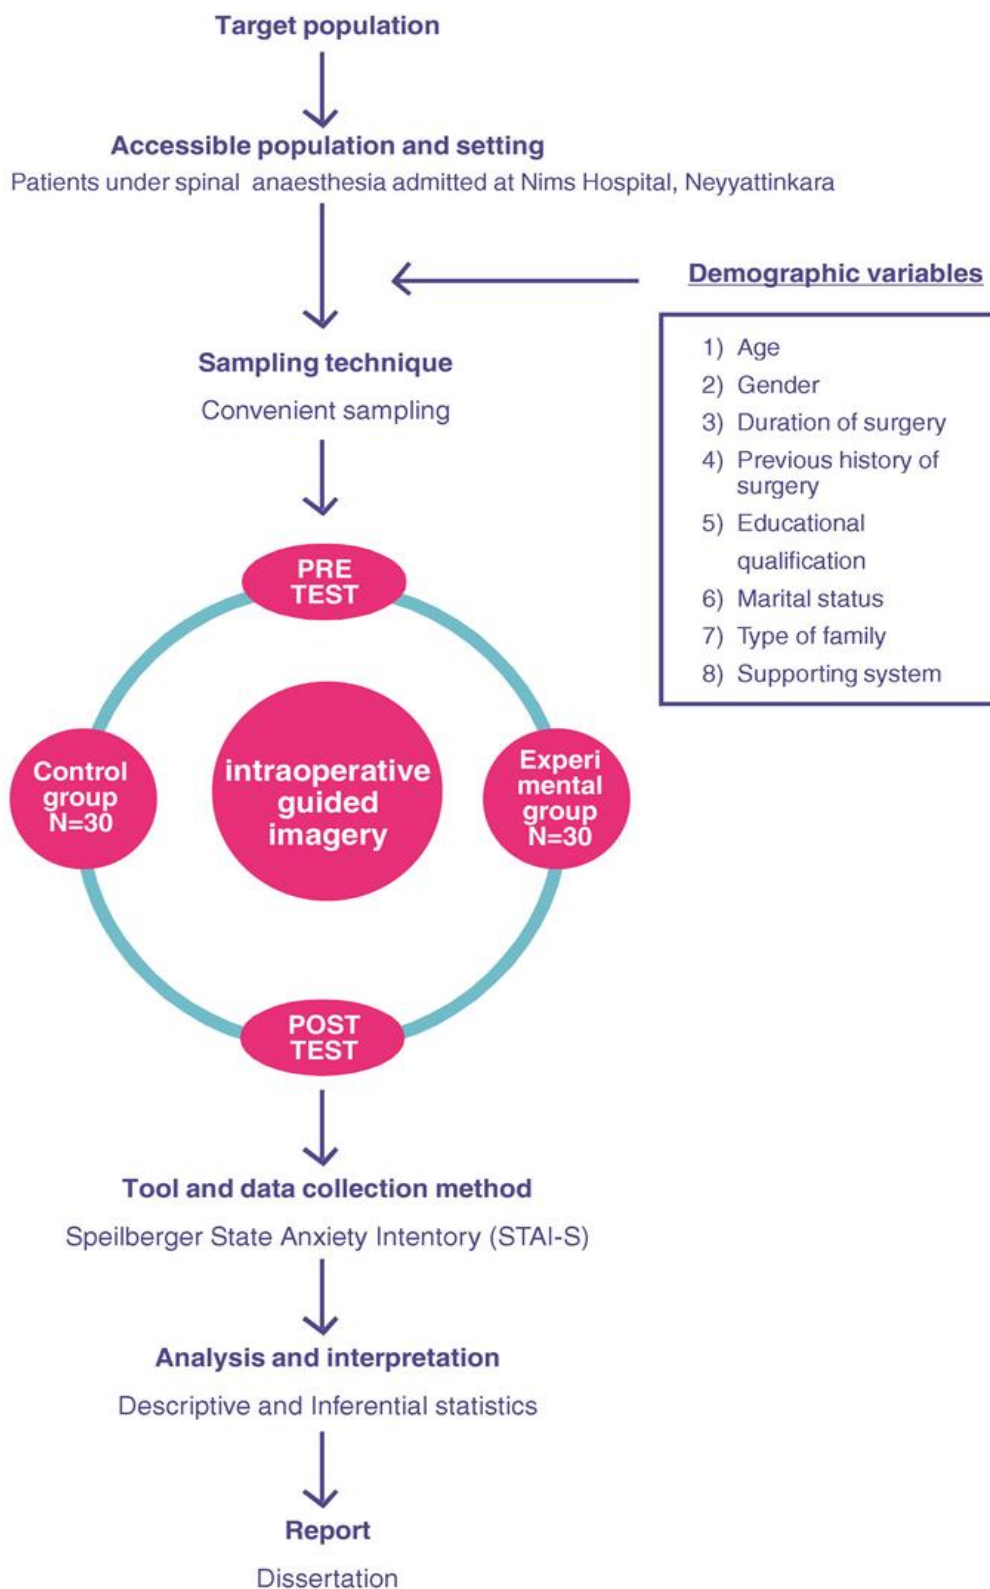 Target population
Accessible population and setting
Patients under spinal anaesthesia admitted at Nims Hospital, Neyyattinkara
Demographic variables
1) Age
2) Gender
3) Duration of surgery
4) Previous history of
surgery
5) Educational
qualification
6) Marital status
7) Type of family
8) Supporting system
Sampling technique
Convenient sampling
PRE
TEST
Control
group
N=30
intraoperative
guided
imagery
Experi
mental
group
N=30
POST
TEST
Tool and data collection method
Speilberger State Anxiety Intentory (STAI-S)
Analysis and interpretation
Descriptive and Inferential statistics
Report
Dissertation